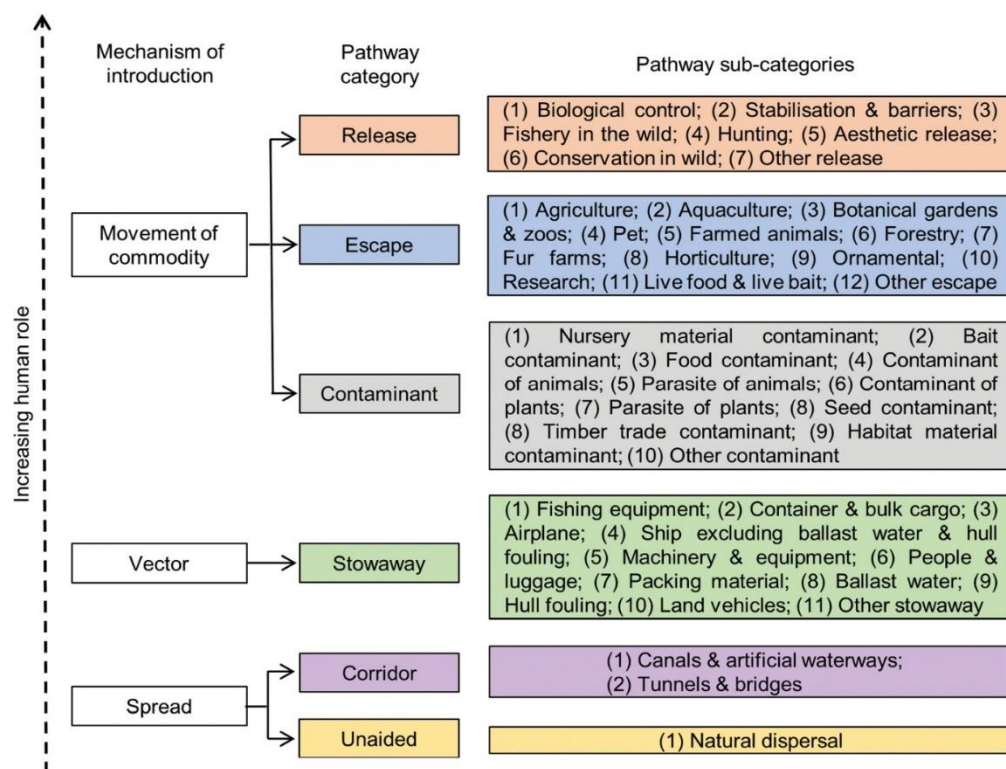 Mechanism of
introduction
Pathway
category
Pathway sub-categories
Increasing human role
Movement of
commodity
Release
(1) Biological control; (2) Stabilisation & barriers; (3)
Fishery in the wild; (4) Hunting; (5) Aesthetic release;
(6) Conservation in wild; (7) Other release
Escape
(1) Agriculture; (2) Aquaculture; (3) Botanical gardens
& zoos; (4) Pet; (5) Farmed animals; (6) Forestry; (7)
Fur farms; (8) Horticulture; (9) Ornamental; (10)
Research; (11) Live food & live bait; (12) Other escape
Contaminant
(1) Nursery material contaminant; (2) Bait
contaminant; (3) Food contaminant; (4) Contaminant
of animals; (5) Parasite of animals; (6) Contaminant of
plants; (7) Parasite of plants; (8) Seed contaminant;
(8) Timber trade contaminant; (9) Habitat material
contaminant; (10) Other contaminant
Vector
Stowaway
(1) Fishing equipment; (2) Container & bulk cargo; (3)
Airplane; (4) Ship excluding ballast water & hull
fouling; (5) Machinery & equipment; (6) People &
luggage; (7) Packing material; (8) Ballast water; (9)
Hull fouling; (10) Land vehicles; (11) Other stowaway
Spread
Corridor
(1) Canals & artificial waterways;
(2) Tunnels & bridges
Unaided
(1) Natural dispersal